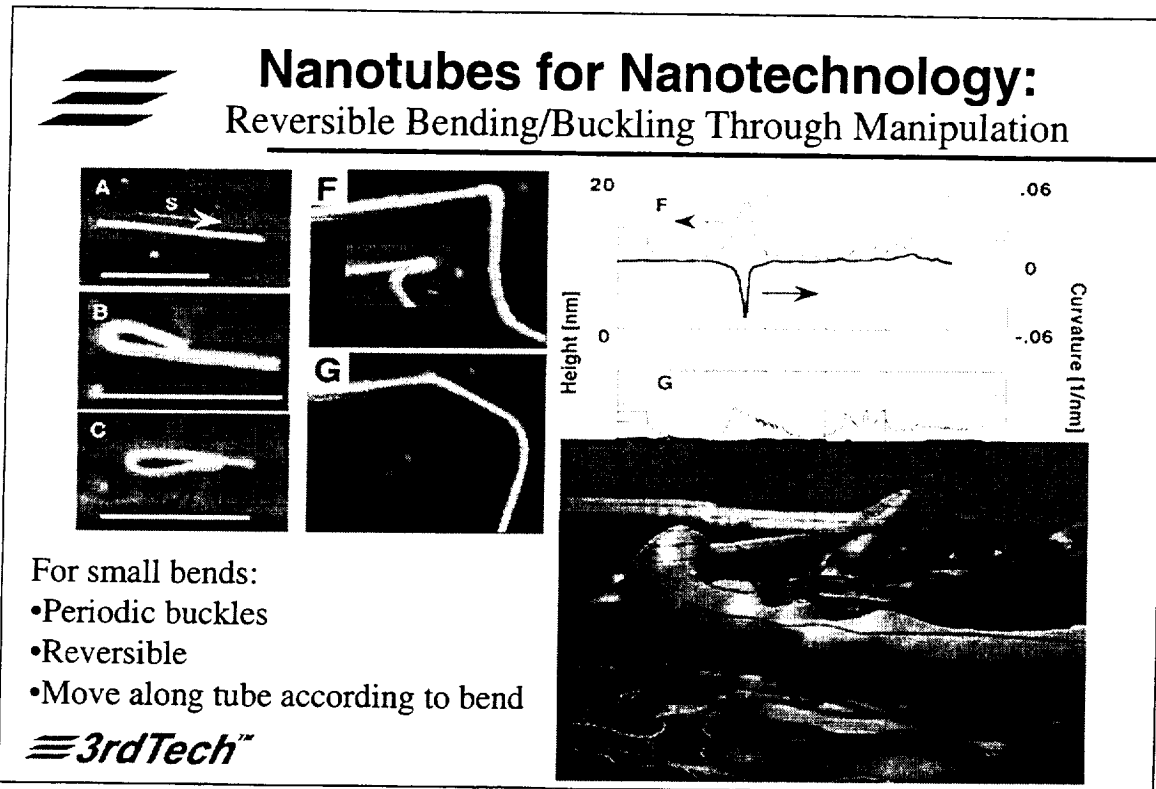 Nanotubes for Nanotechnology:
Reversible Bending/Buckling Through Manipulation
A
S
B
C
F
G
20
0
Height [nm]
F
G
.06
0
-.06
Curvature [1/nm]
For small bends:
•Periodic buckles
•Reversible
•Move along tube according to bend
3rdTech™